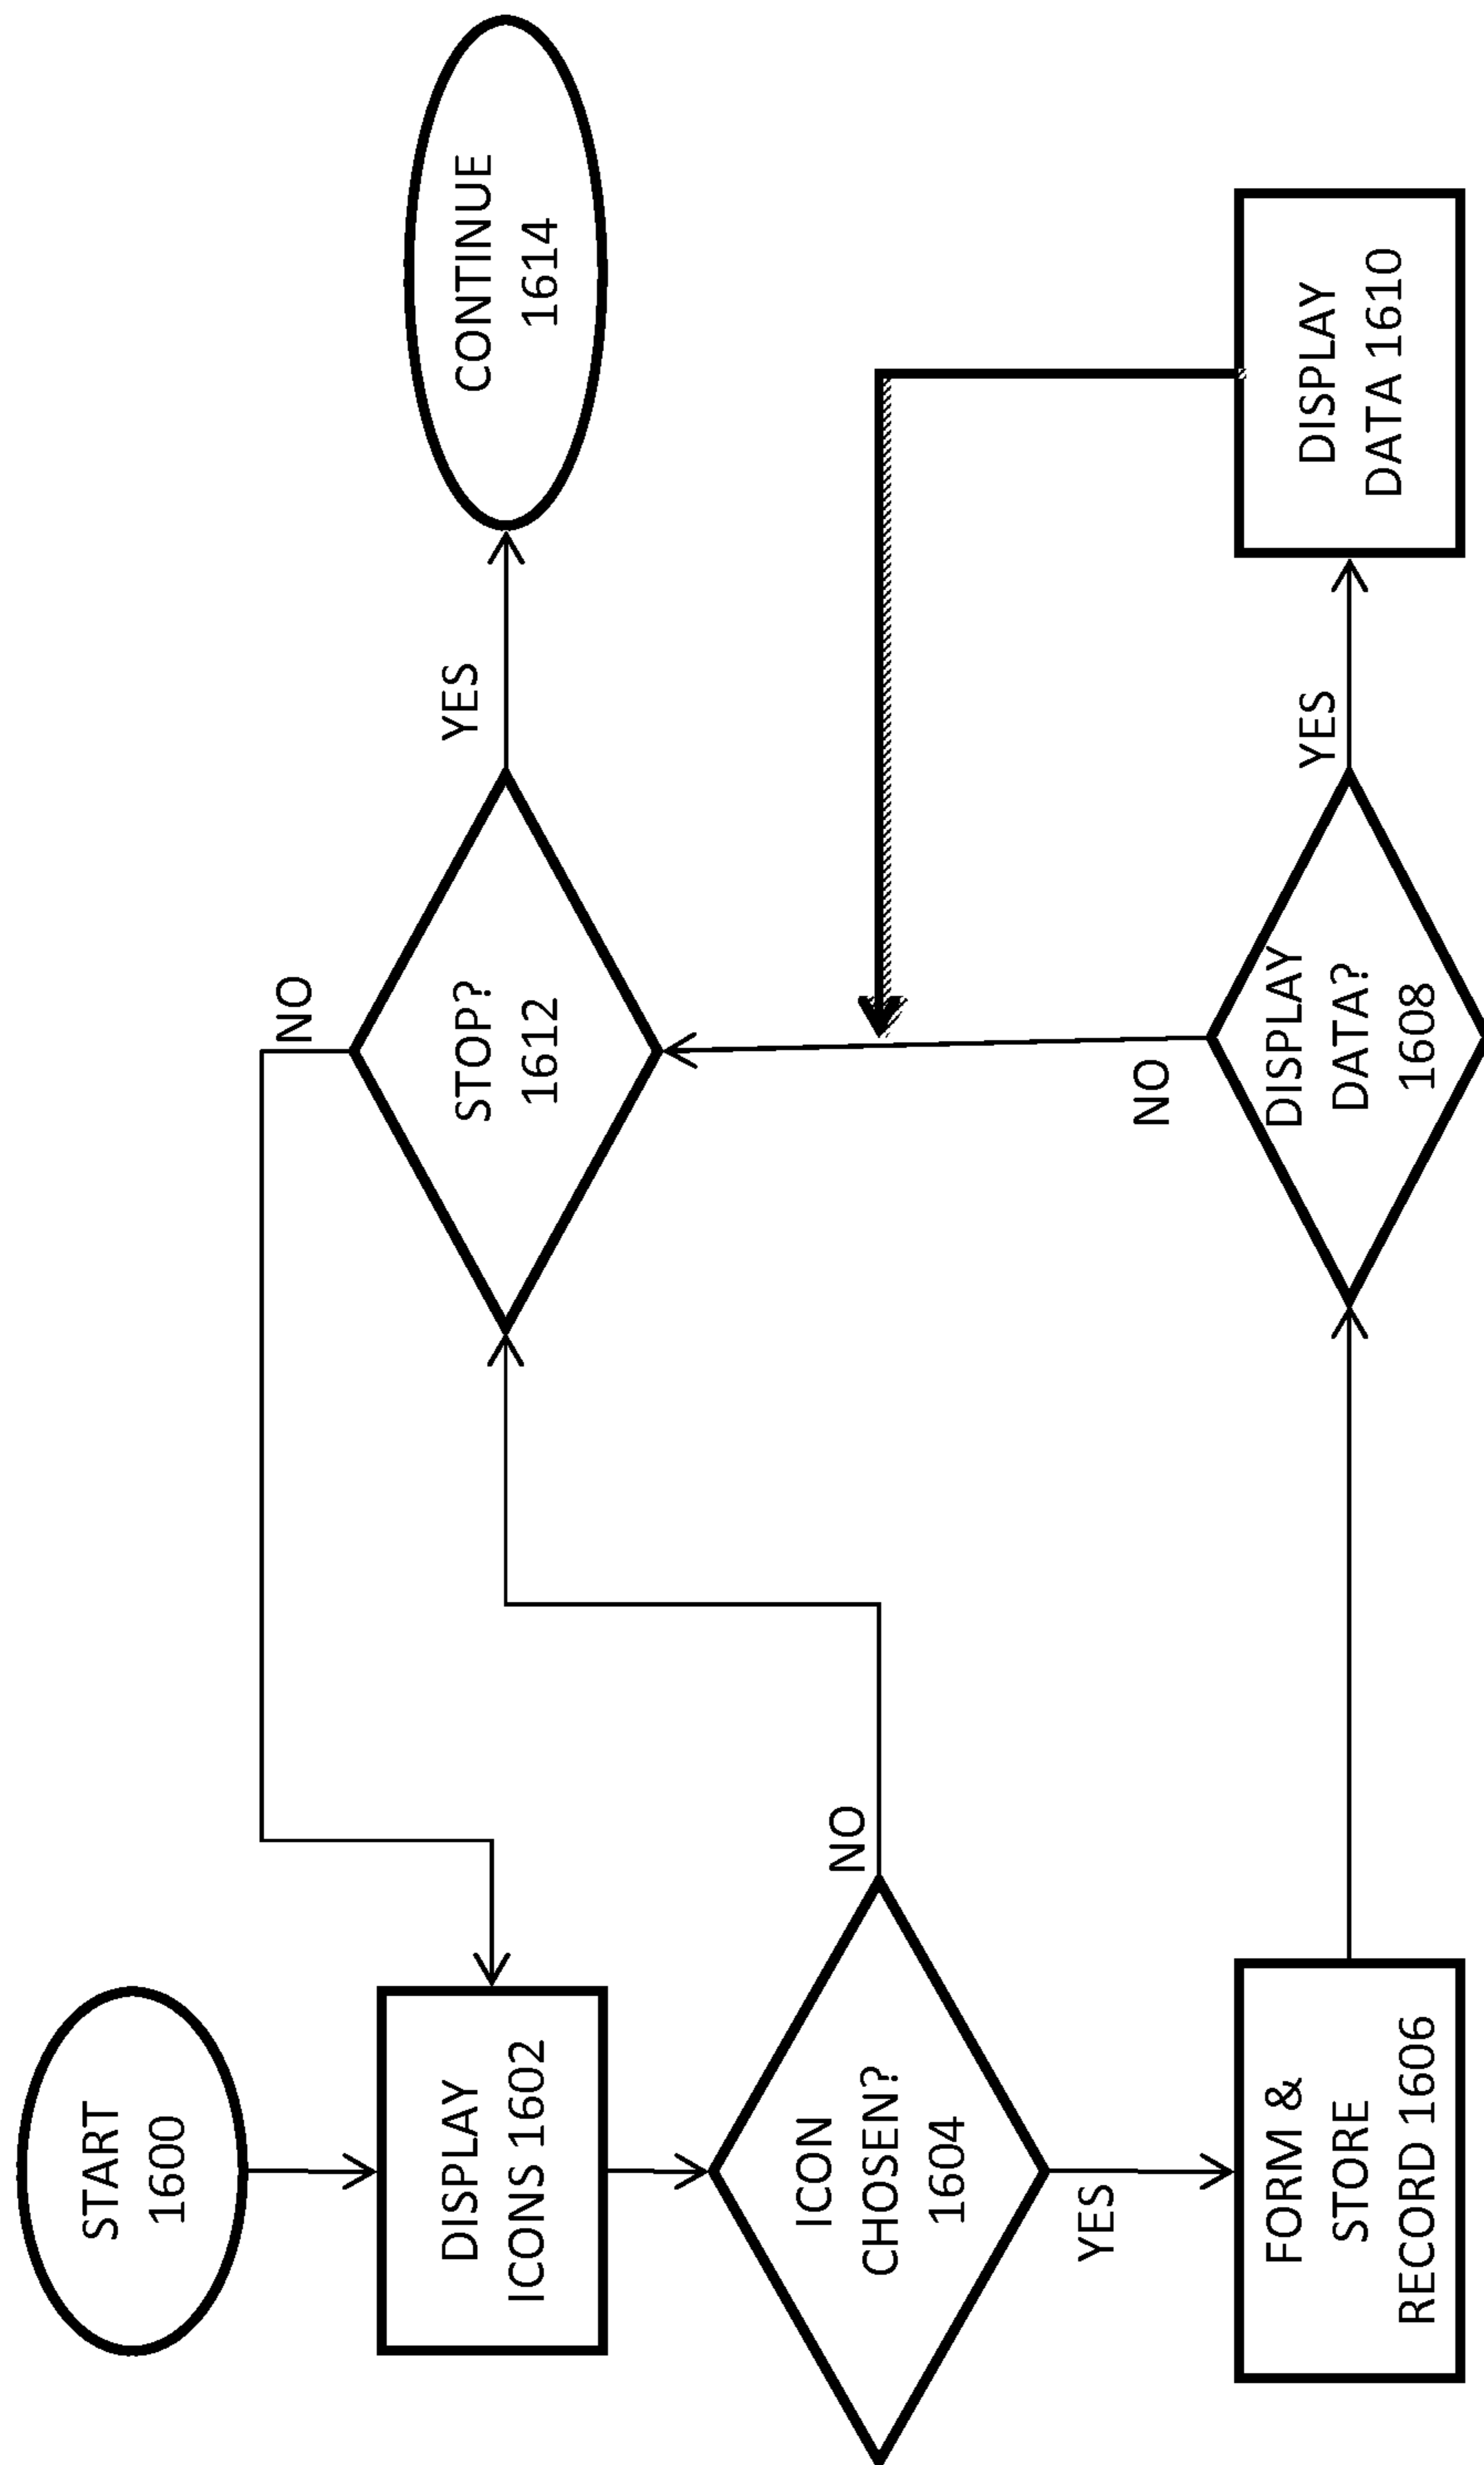 START
1600
DISPLAY
ICONS 1602
ICON
CHOSEN?
1604
NO
YES
FORM &
STORE
RECORD 1606
NO
STOP?
1612
YES
CONTINUE
1614
NO
DISPLAY
DATA?
1608
YES
DISPLAY
DATA 1610